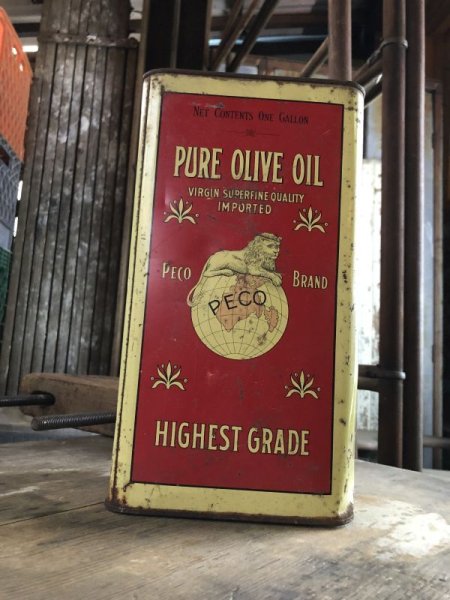 Net Contents One Gallon
PURE OLIVE OIL
VIRGIN SUPERFINE QUALITY
IMPORTED
PECO BRAND
PECO
HIGHEST GRADE